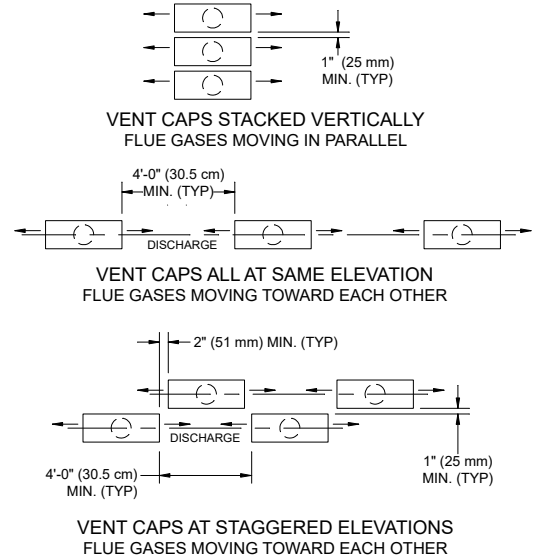 1" (25 mm)
MIN. (TYP)
VENT CAPS STACKED VERTICALLY
FLUE GASES MOVING IN PARALLEL
4'-0" (30.5 cm)
MIN. (TYP)
DISCHARGE
VENT CAPS ALL AT SAME ELEVATION
FLUE GASES MOVING TOWARD EACH OTHER
2" (51 mm) MIN. (TYP)
DISCHARGE
4'-0" (30.5 cm)
MIN. (TYP)
1" (25 mm)
MIN. (TYP)
VENT CAPS AT STAGGERED ELEVATIONS
FLUE GASES MOVING TOWARD EACH OTHER